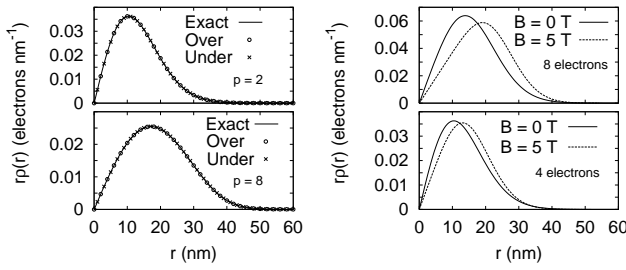 rρ(r) (electrons nm⁻¹)
0.03
0.02
0.01
0
Exact
Over
Under
p = 2
0.02
0.01
0
Exact
Over
Under
p = 8
0 10 20 30 40 50 60
r (nm)
rρ(r) (electrons nm⁻¹)
0.06
0.04
0.02
0
B = 0 T
B = 5 T
8 electrons
0.03
0.02
0.01
0
B = 0 T
B = 5 T
4 electrons
0 10 20 30 40 50 60
r (nm)